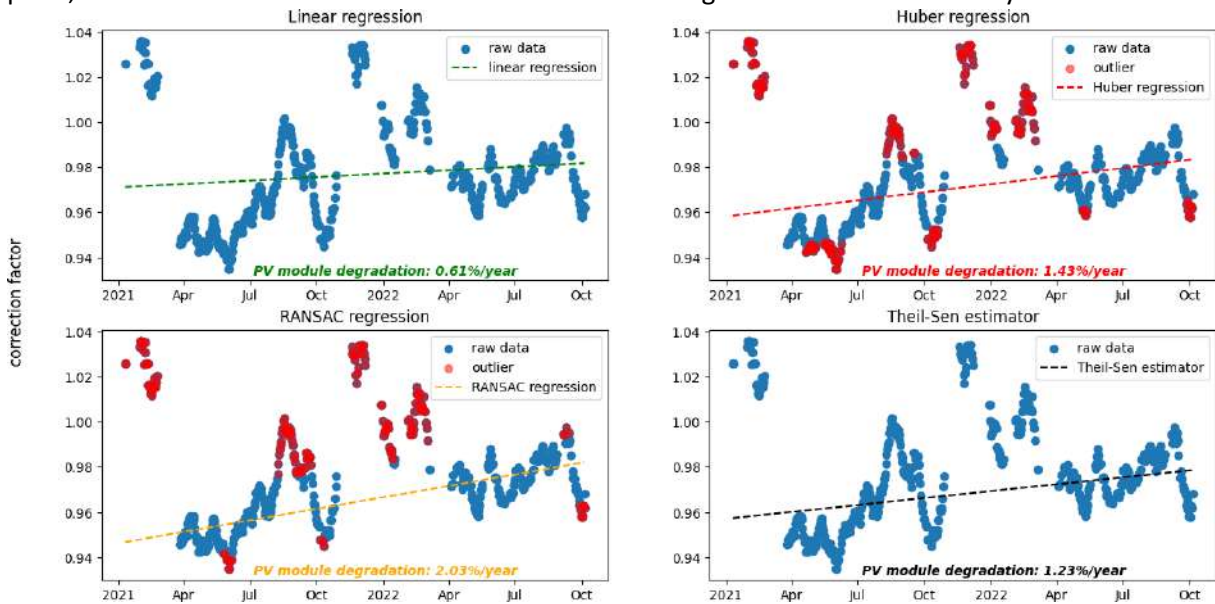 Linear regression
1.04
1.02
1.00
0.98
0.96
0.94
raw data
linear regression
PV module degradation: 0.61%/year
2021 Apr Jul Oct 2022 Apr Jul Oct
Huber regression
1.04
1.02
1.00
0.98
0.96
0.94
raw data
outlier
Huber regression
PV module degradation: 1.43%/year
2021 Apr Jul Oct 2022 Apr Jul Oct
correction factor
RANSAC regression
1.04
1.02
1.00
0.98
0.96
0.94
raw data
outlier
RANSAC regression
PV module degradation: 2.03%/year
2021 Apr Jul Oct 2022 Apr Jul Oct
Theil-Sen estimator
1.04
1.02
1.00
0.98
0.96
0.94
raw data
Theil-Sen estimator
PV module degradation: 1.23%/year
2021 Apr Jul Oct 2022 Apr Jul Oct